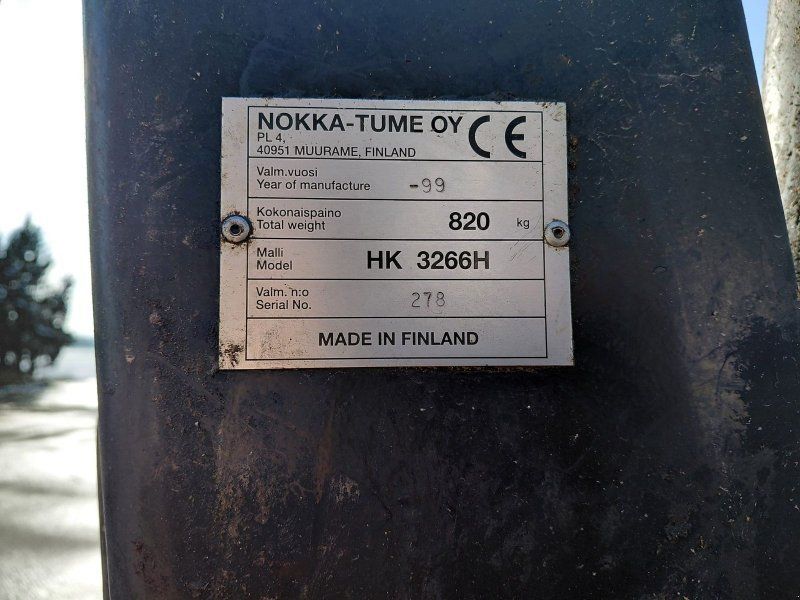 NOKKA-TUME OY CE
PL 4,
40951 MUURAME, FINLAND
Valm.vuosi
Year of manufacture -99
Kokonaispaino
Total weight 820 kg
Malli
Model HK 3266H
Valm. n:o
Serial No. 278
MADE IN FINLAND